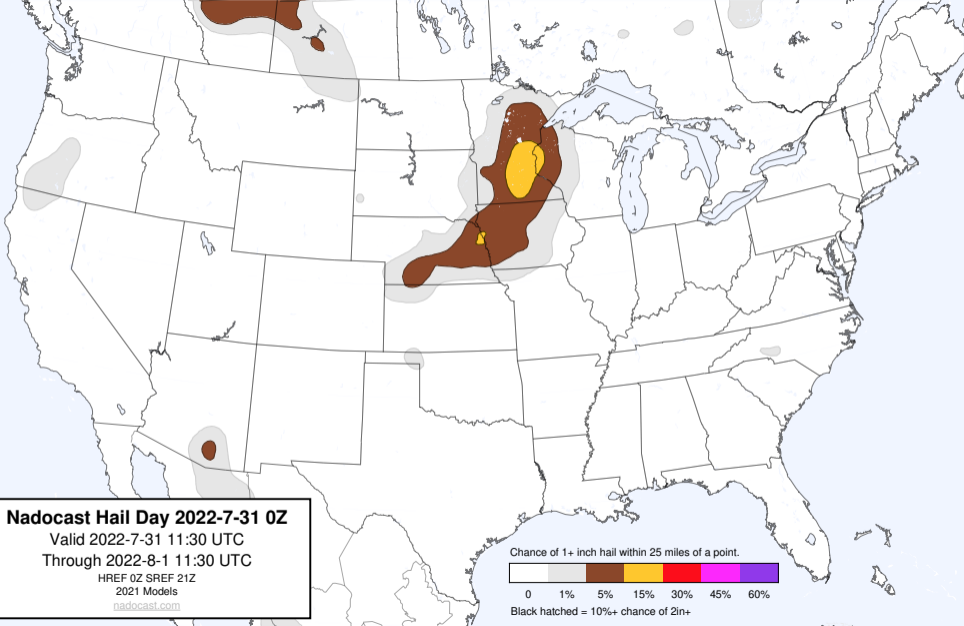 Nadocast Hail Day 2022-7-31 0Z
Valid 2022-7-31 11:30 UTC
Through 2022-8-1 11:30 UTC
HREF 0Z SREF 21Z
2021 Models
nadocast.com
Chance of 1+ inch hail within 25 miles of a point.
0 1% 5% 15% 30% 45% 60%
Black hatched = 10%+ chance of 2in+